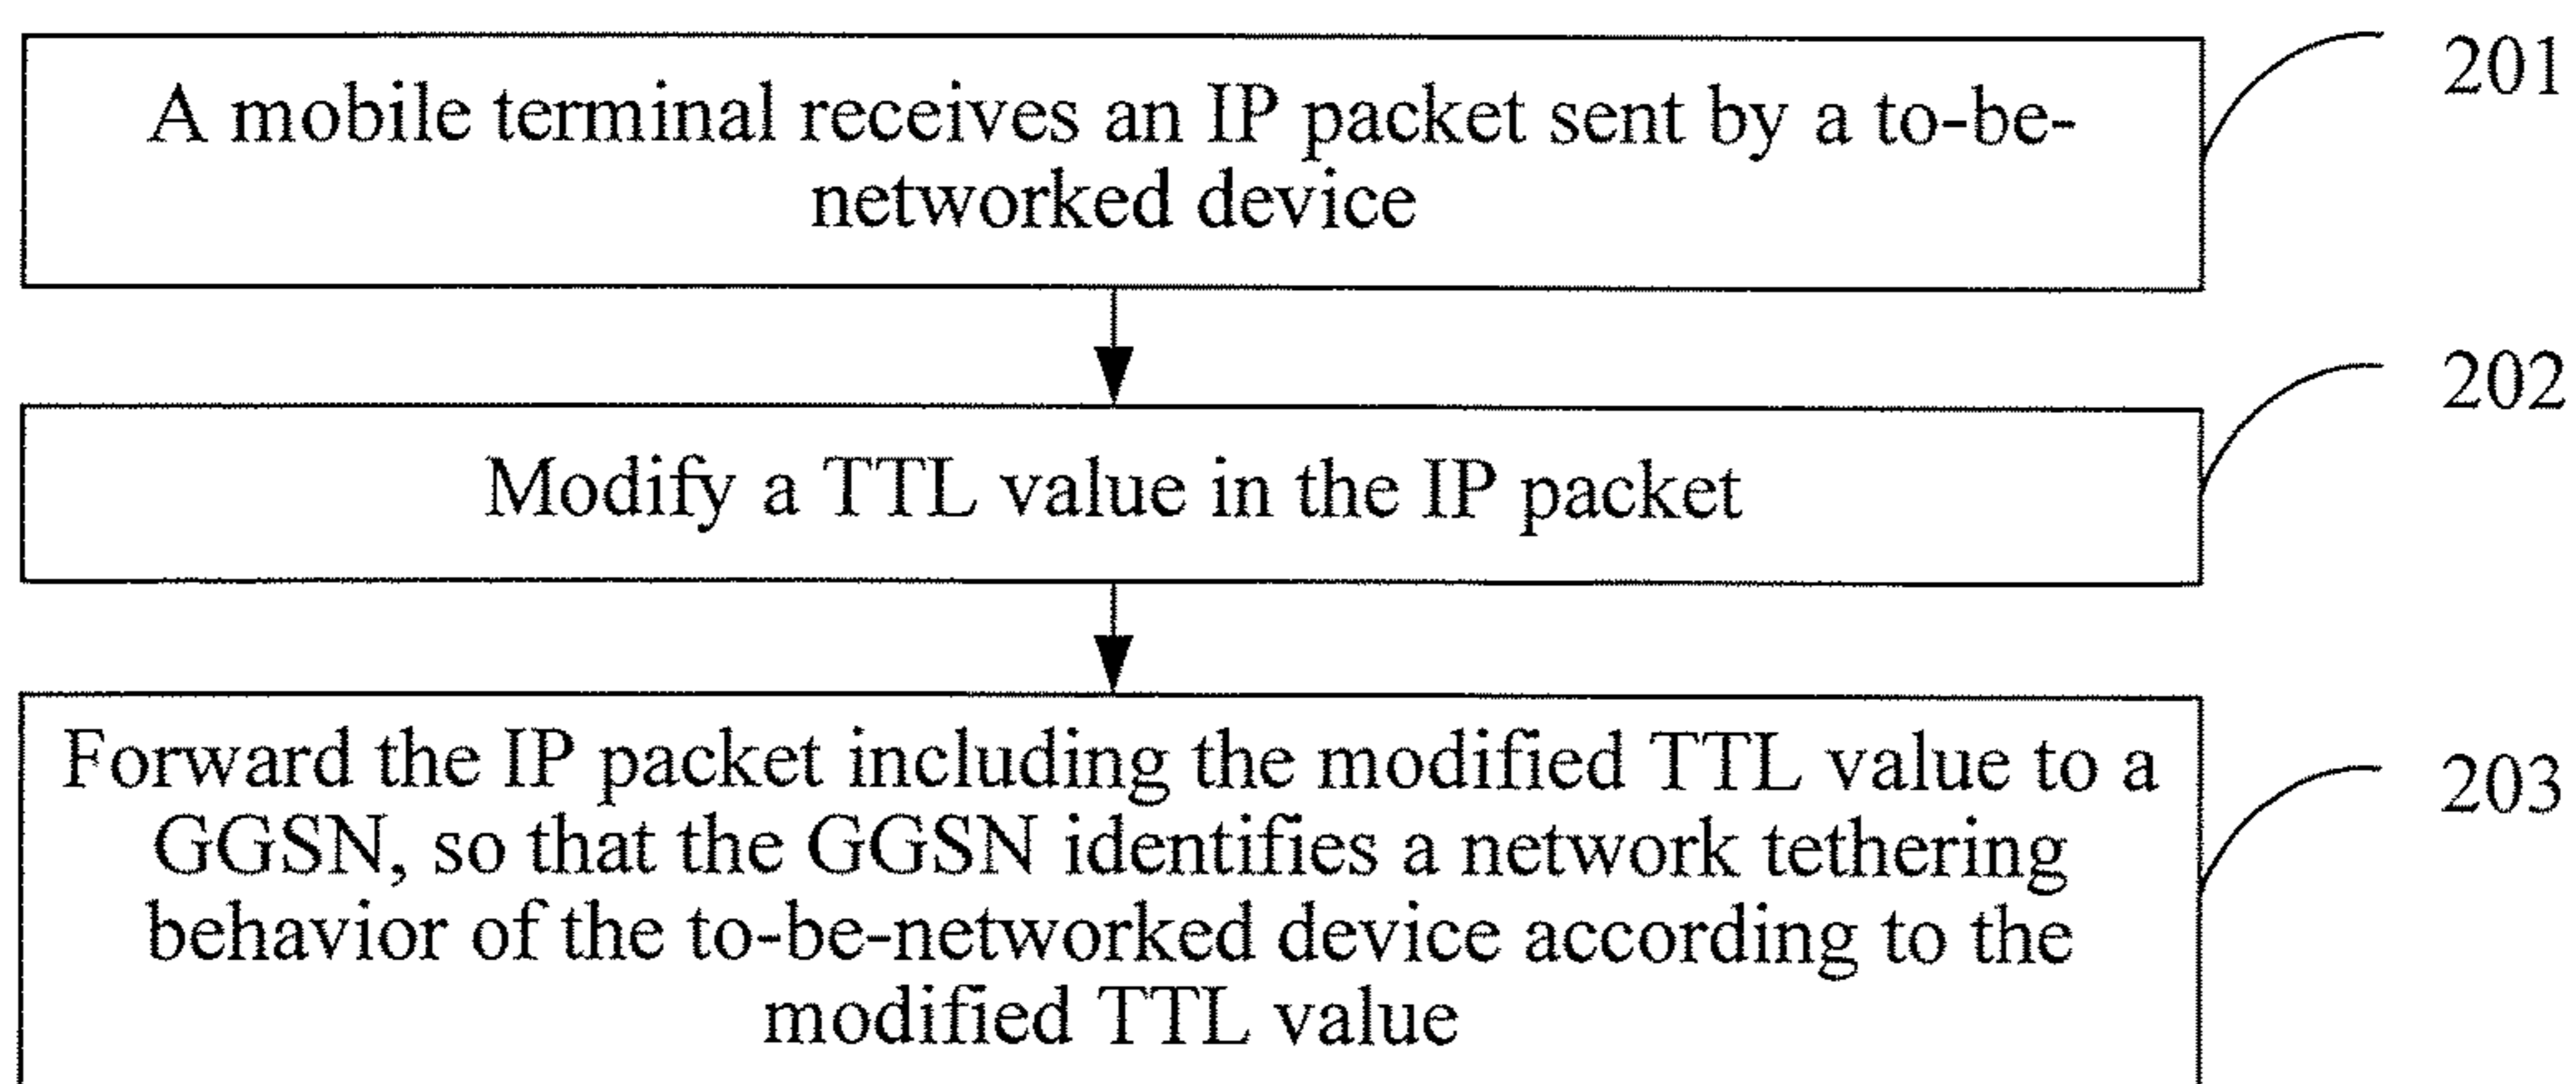 A mobile terminal receives an IP packet sent by a to-be-
networked device
201
Modify a TTL value in the IP packet
202
Forward the IP packet including the modified TTL value to a
GGSN, so that the GGSN identifies a network tethering
behavior of the to-be-networked device according to the
modified TTL value
203